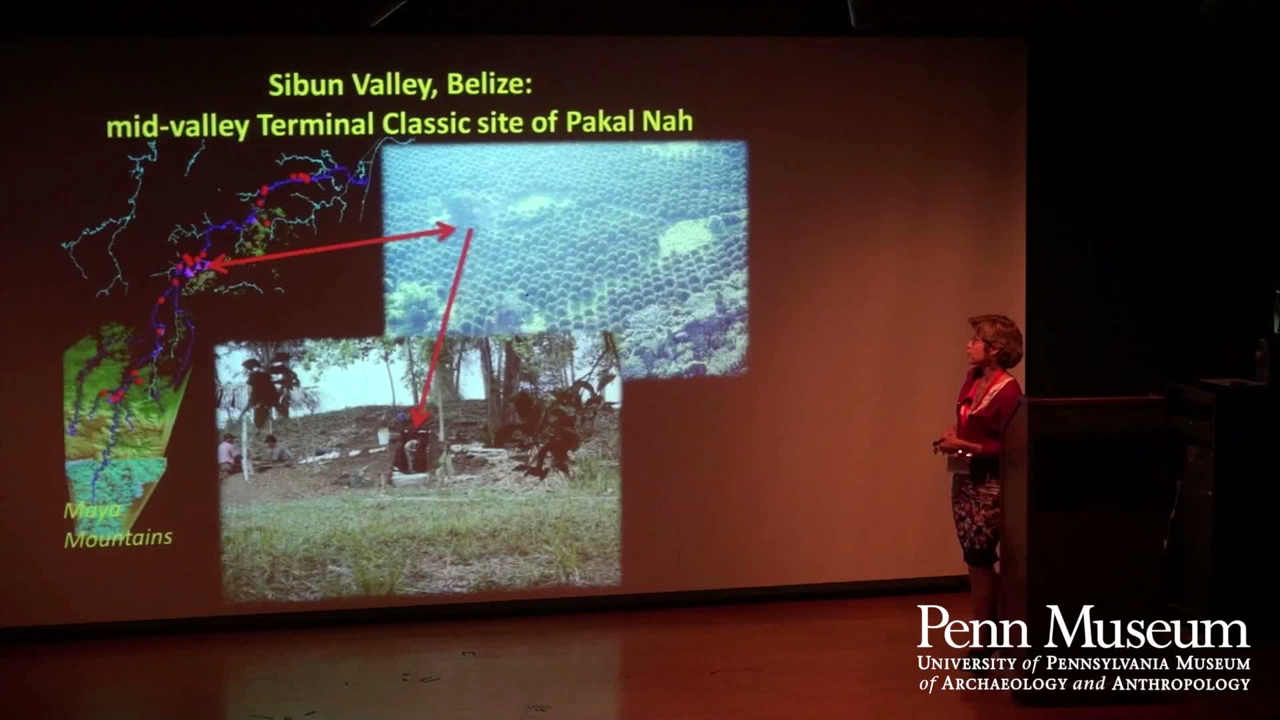 Sibun Valley, Belize:
mid-valley Terminal Classic site of Pakal Nah
Maya
Mountains
Penn Museum
UNIVERSITY of PENNSYLVANIA MUSEUM
of ARCHAEOLOGY and ANTHROPOLOGY